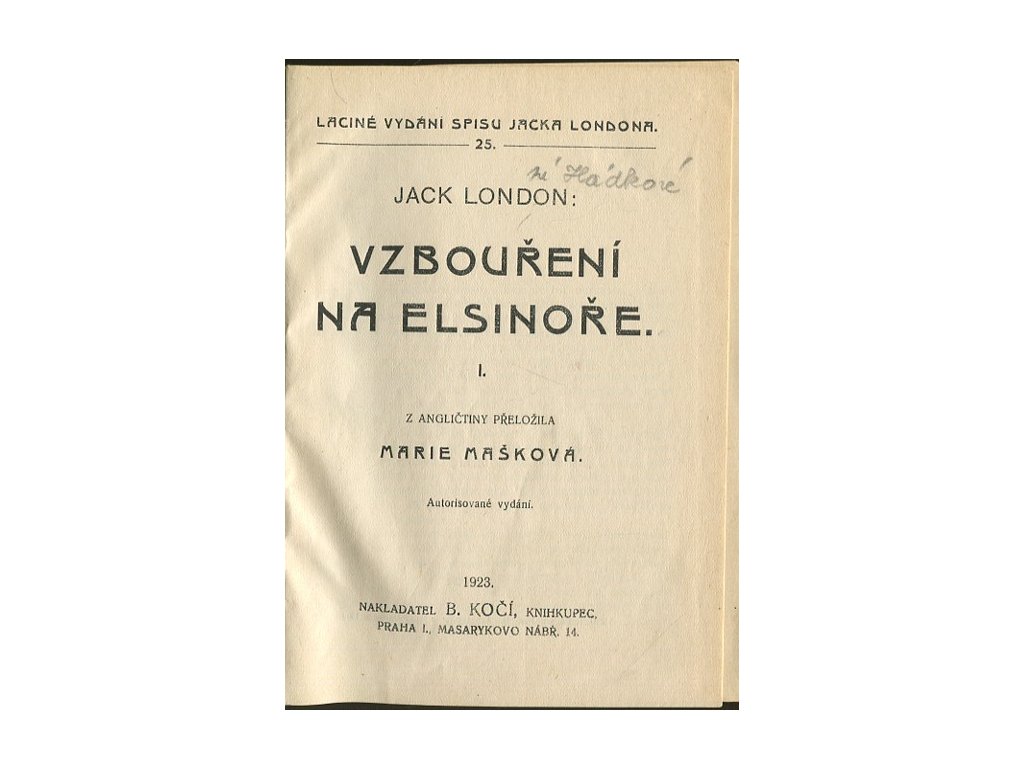 LACINÉ VYDÁNÍ SPISU JACKA LONDONA.
25.
Hádkové
JACK LONDON:
VZBOUŘENÍ
NA ELSINOŘE.
I.
Z ANGLIČTINY PŘELOŽILA
MARIE MAŠKOVÁ.
Autorisované vydání.
1923.
NAKLADATEL B. KOČÍ, KNIHKUPEC,
PRAHA I., MASARYKOVO NÁBŘ. 14.